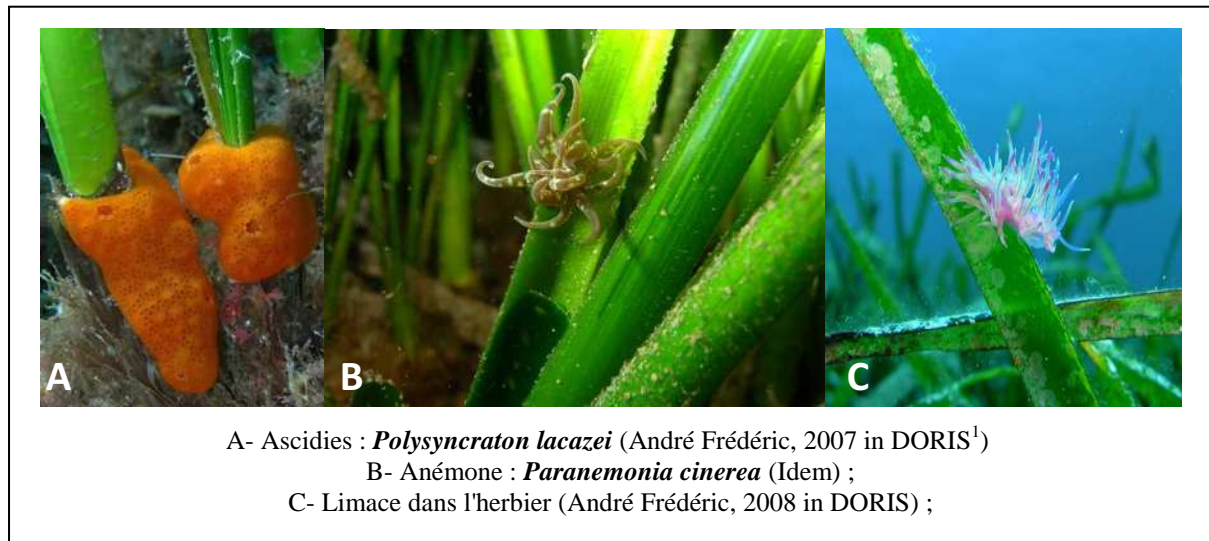 A
B
C
A- Ascidies : Polysyncraton lacazei (André Frédéric, 2007 in DORIS1)
B- Anémone : Paranemonia cinerea (Idem) ;
C- Limace dans l'herbier (André Frédéric, 2008 in DORIS) ;